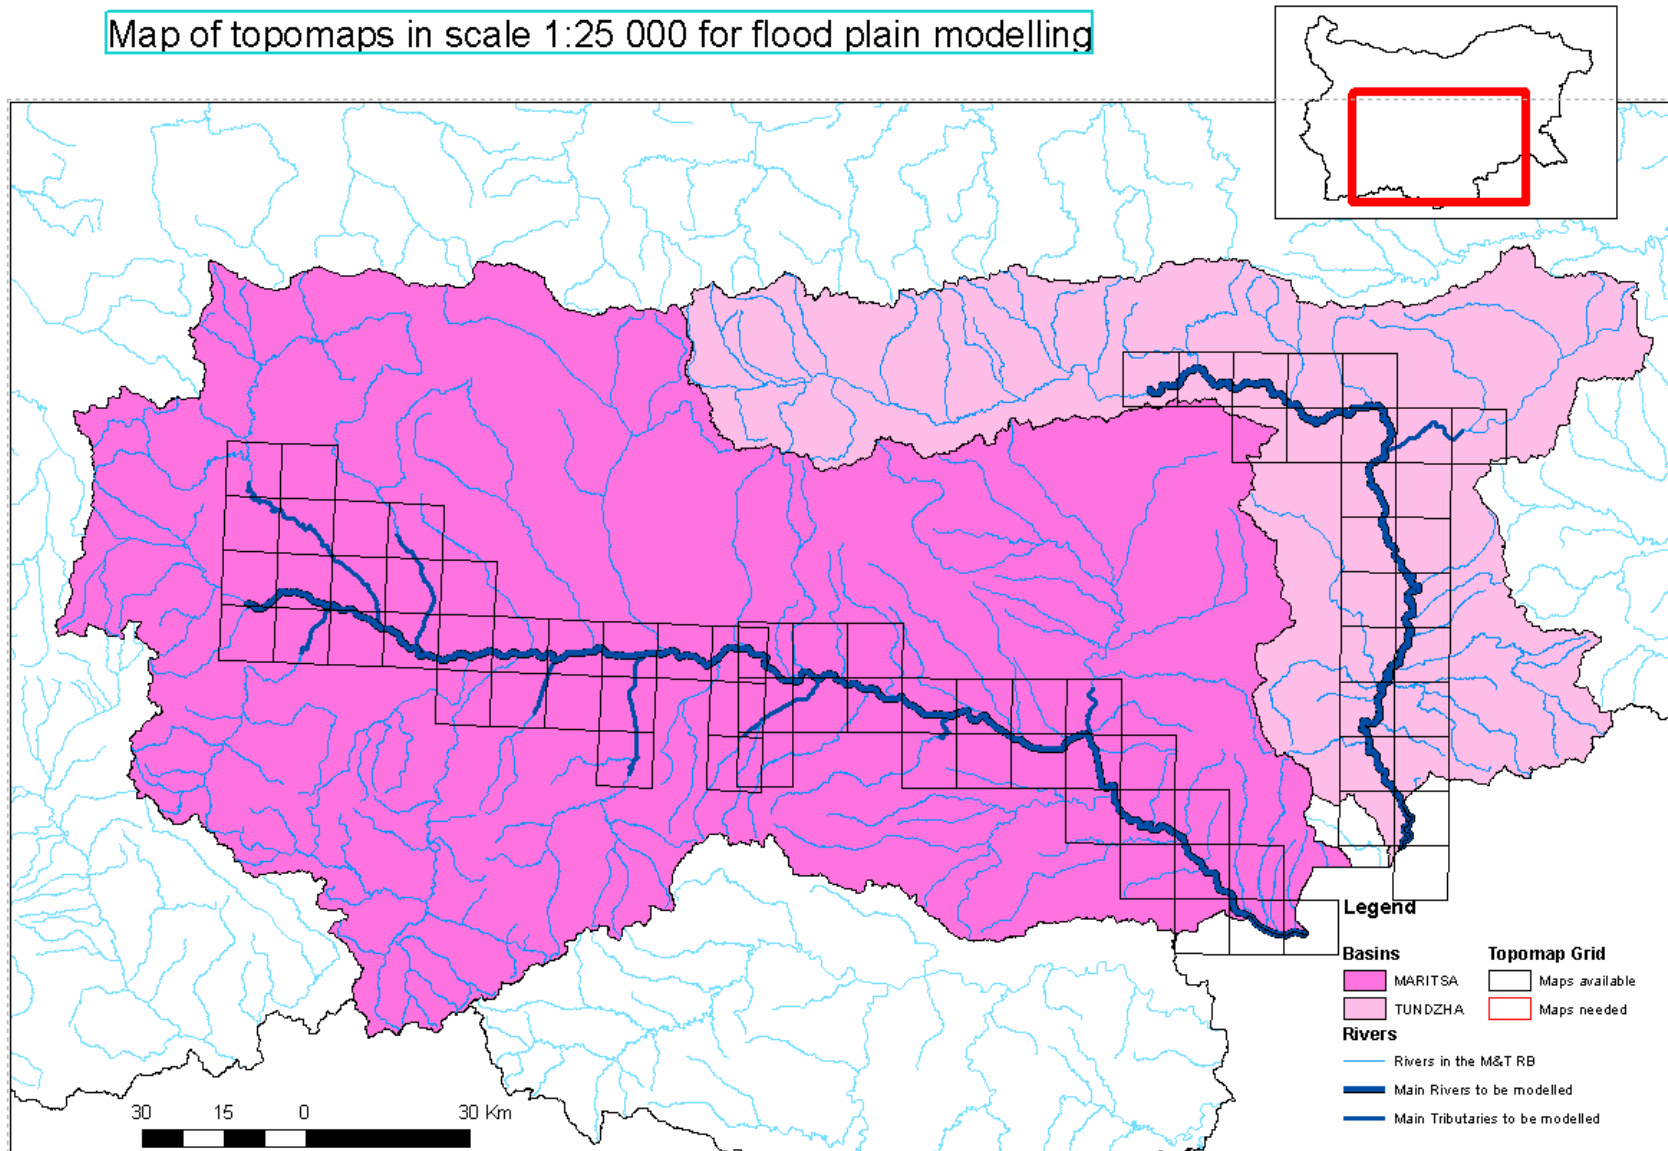 Map of topomaps in scale 1:25 000 for flood plain modelling
Legend
Basins
MARITSA
TUNDZHA
Topomap Grid
Maps available
Maps needed
Rivers
Rivers in the M&T RB
Main Rivers to be modelled
Main Tributaries to be modelled
30 15 0 30 Km